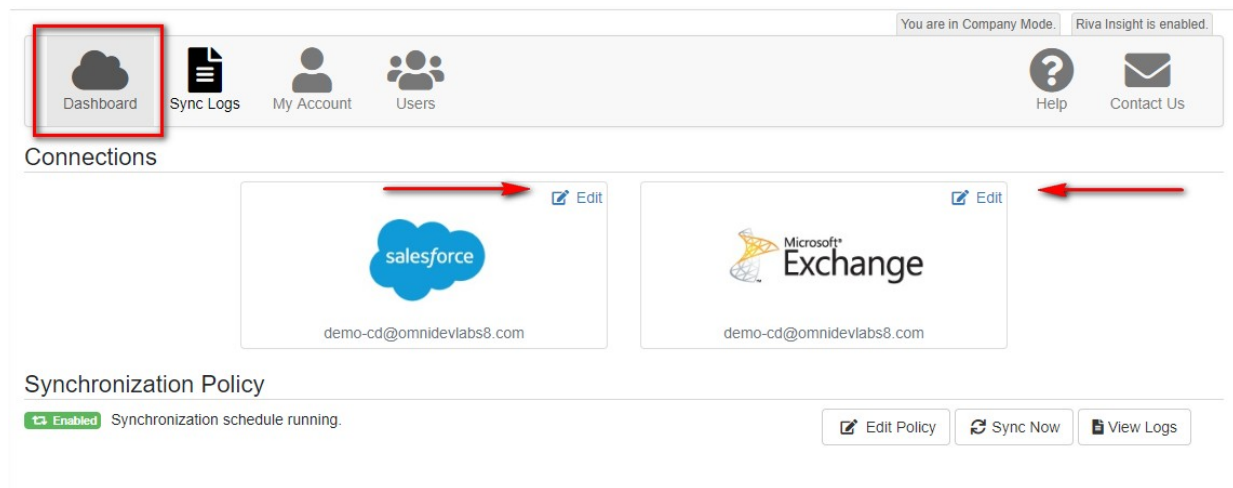 You are in Company Mode. Riva Insight is enabled.
Dashboard Sync Logs My Account Users Help Contact Us
Connections
Edit Edit
salesforce Microsoft®
Exchange
™
demo-cd@omnidevlabs8.com demo-cd@omnidevlabs8.com
Synchronization Policy
Enabled Synchronization schedule running. Edit Policy Sync Now View Logs